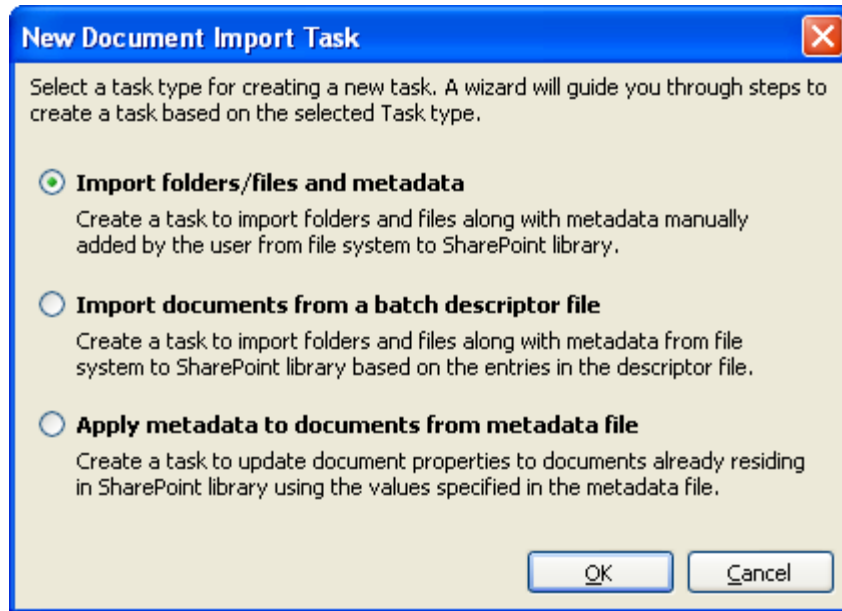 New Document Import Task
Select a task type for creating a new task. A wizard will guide you through steps to
create a task based on the selected Task type.
Import folders/files and metadata
Create a task to import folders and files along with metadata manually
added by the user from file system to SharePoint library.
Import documents from a batch descriptor file
Create a task to import folders and files along with metadata from file
system to SharePoint library based on the entries in the descriptor file.
Apply metadata to documents from metadata file
Create a task to update document properties to documents already residing
in SharePoint library using the values specified in the metadata file.
OK Cancel